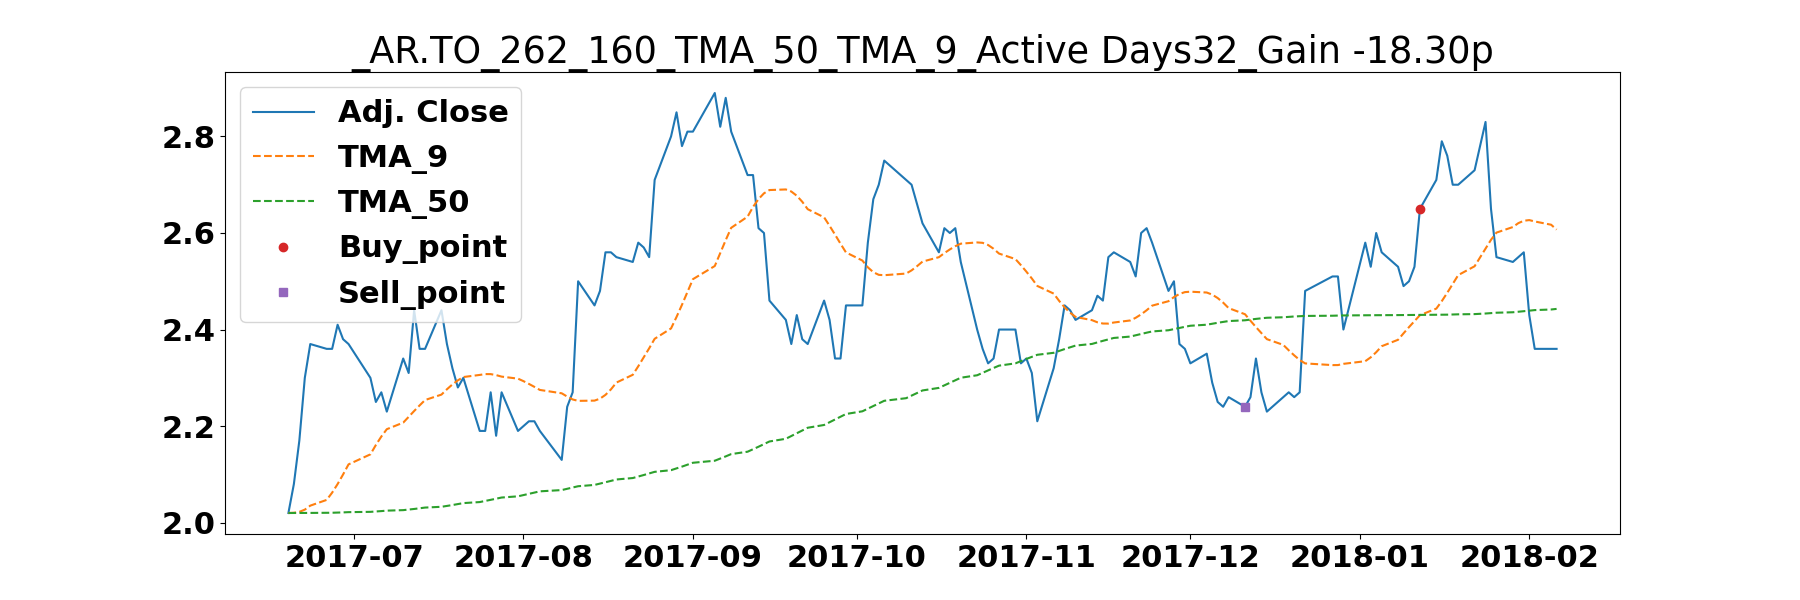 _AR.TO_262_160_TMA_50_TMA_9_Active Days32_Gain -18.30p
Adj. Close
TMA_9
TMA_50
Buy_point
Sell_point
2.8
2.6
2.4
2.2
2.0
2017-07 2017-08 2017-09 2017-10 2017-11 2017-12 2018-01 2018-02